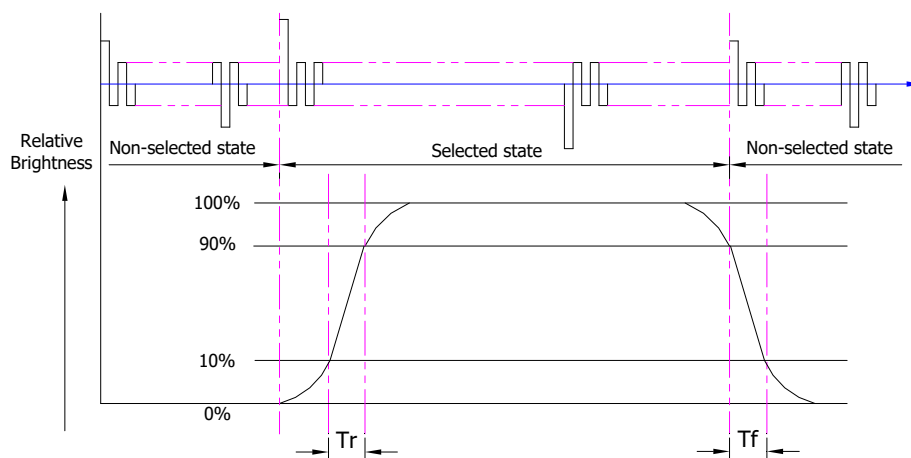 Relative
Brightness
Non-selected state
Selected state
Non-selected state
100%
90%
10%
0%
Tr
Tf